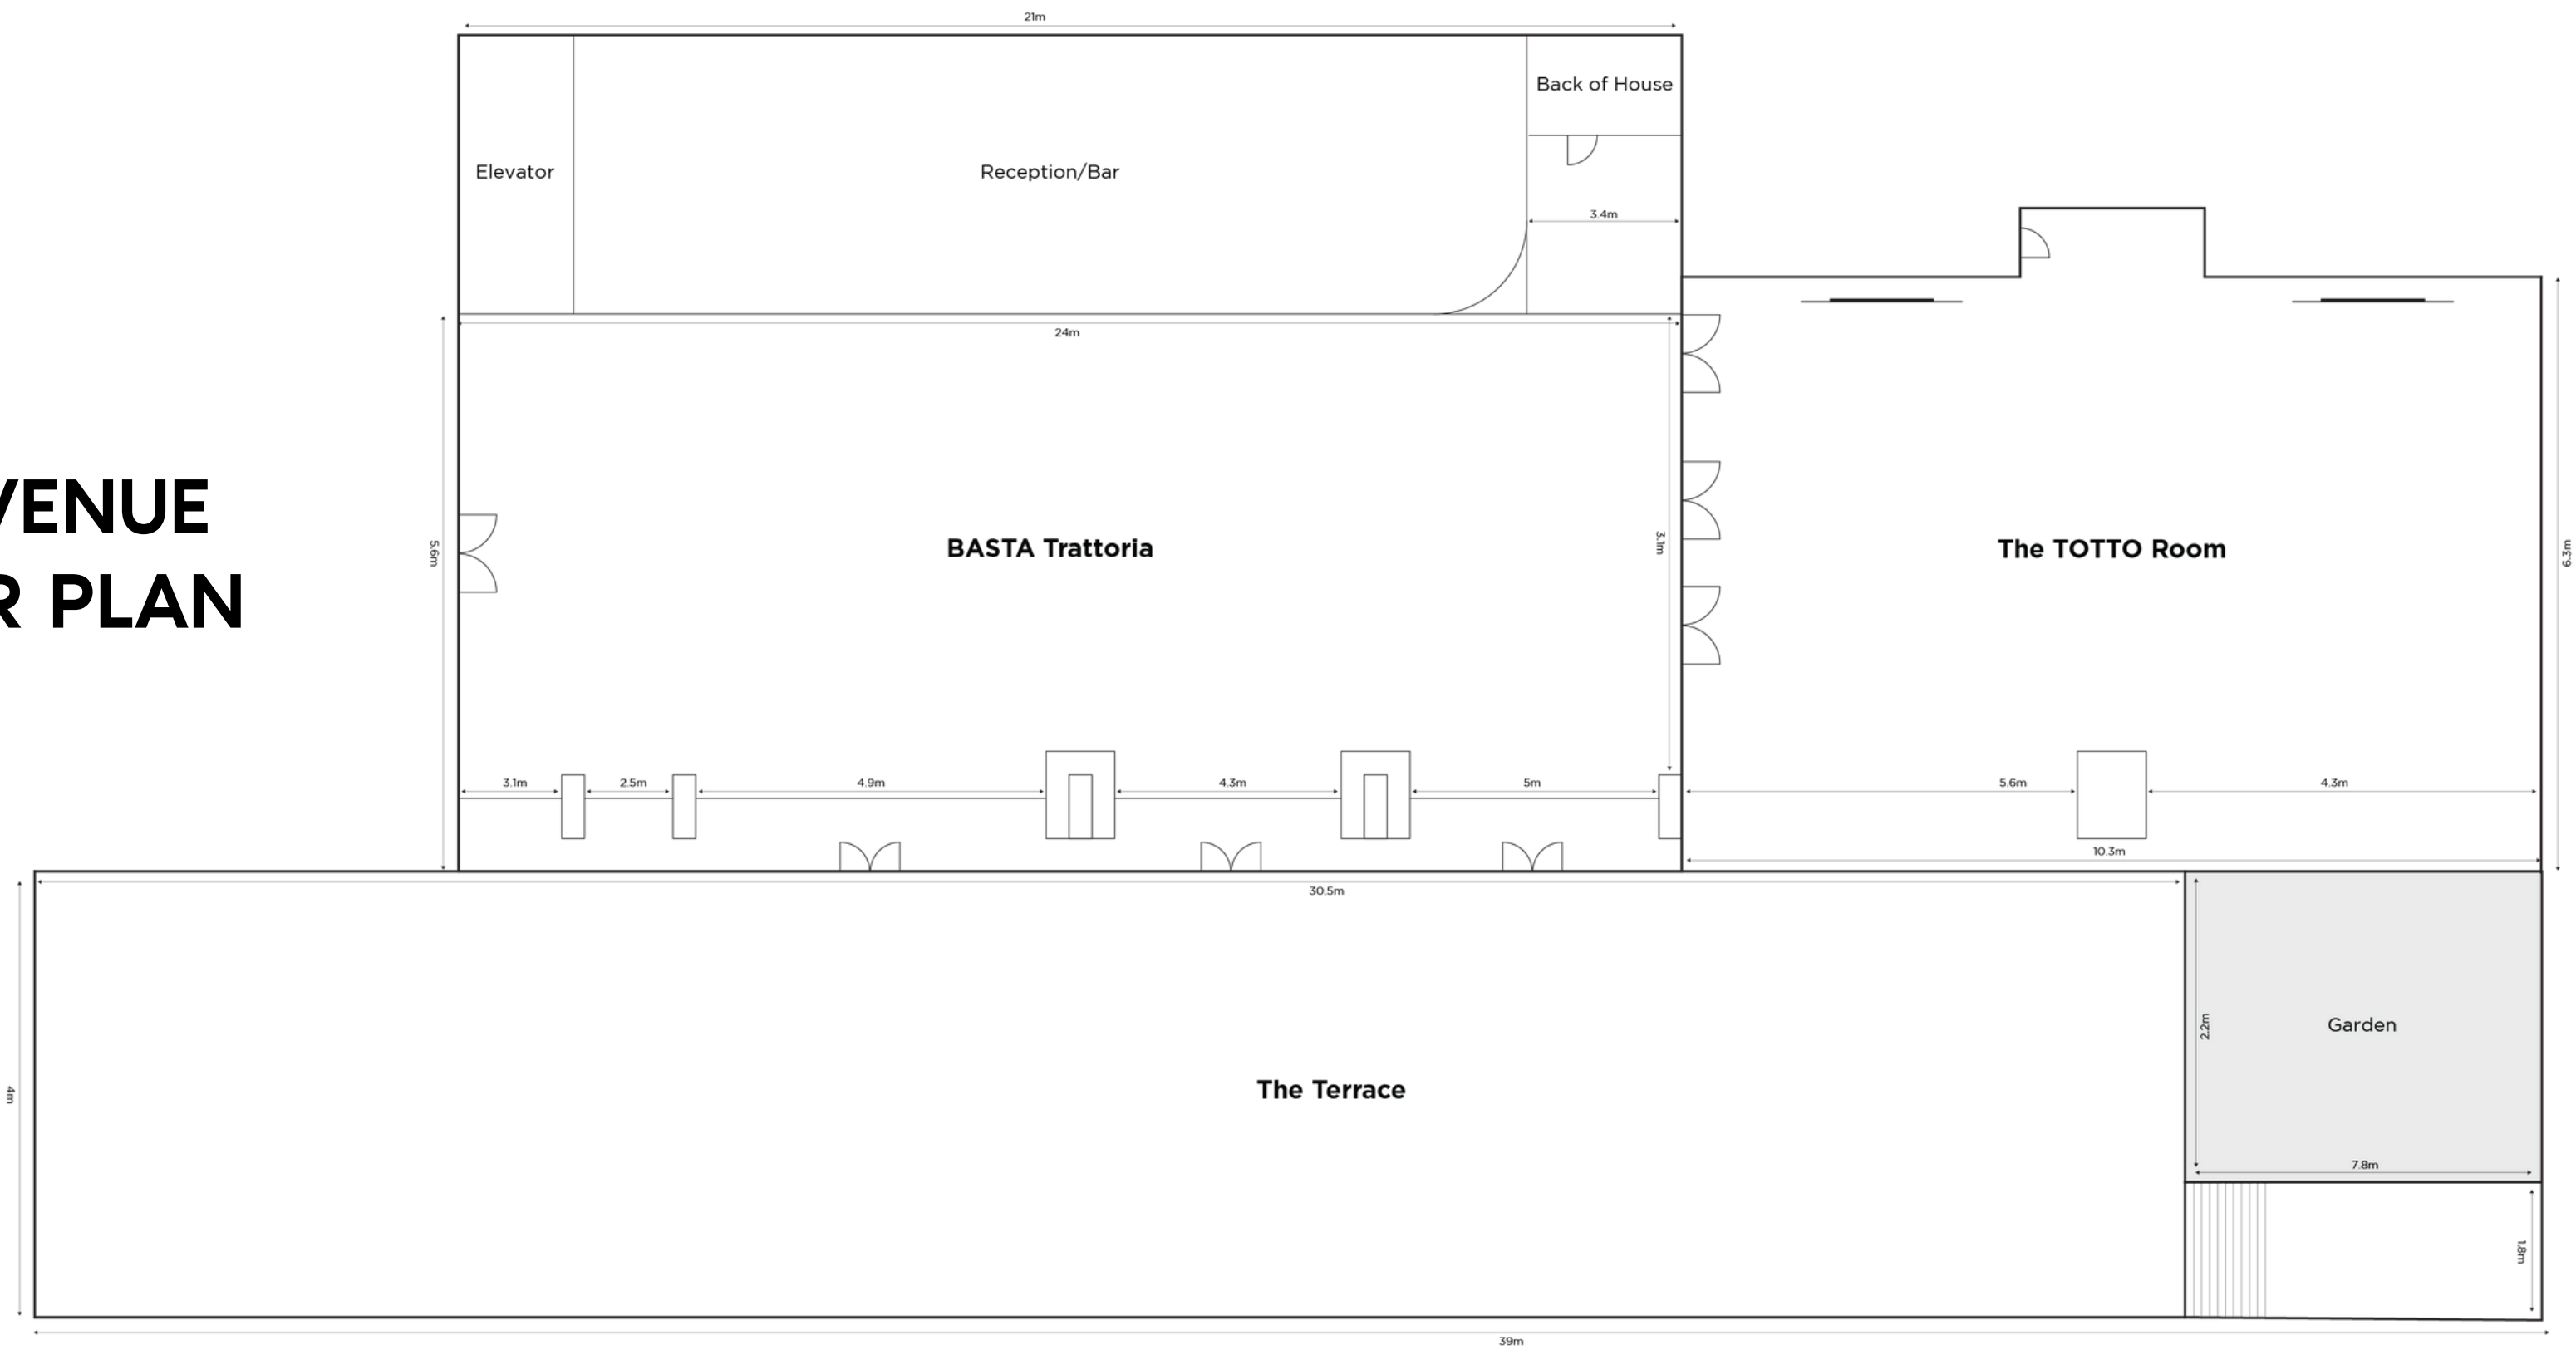 21m
Back of House
Elevator
Reception/Bar
3.4m
24m
VENUE
R PLAN
5.6m
BASTA Trattoria
3.1m
The TOTTO Room
6.3m
3.1m
2.5m
4.9m
4.3m
5m
5.6m
4.3m
10.3m
30.5m
2.2m
Garden
4m
The Terrace
7.8m
1.8m
39m